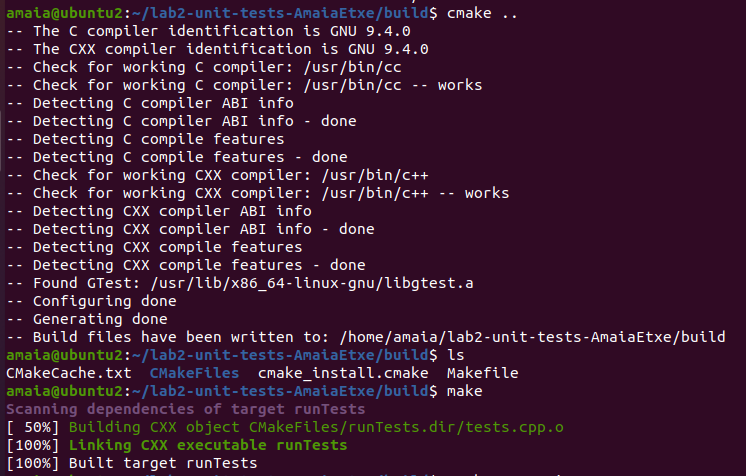 amaia@ubuntu2:~/lab2-unit-tests-AmaiaEtxe/build$ cmake ..
-- The C compiler identification is GNU 9.4.0
-- The CXX compiler identification is GNU 9.4.0
-- Check for working C compiler: /usr/bin/cc
-- Check for working C compiler: /usr/bin/cc -- works
-- Detecting C compiler ABI info
-- Detecting C compiler ABI info - done
-- Detecting C compile features
-- Detecting C compile features - done
-- Check for working CXX compiler: /usr/bin/c++
-- Check for working CXX compiler: /usr/bin/c++ -- works
-- Detecting CXX compiler ABI info
-- Detecting CXX compiler ABI info - done
-- Detecting CXX compile features
-- Detecting CXX compile features - done
-- Found GTest: /usr/lib/x86_64-linux-gnu/libgtest.a
-- Configuring done
-- Generating done
-- Build files have been written to: /home/amaia/lab2-unit-tests-AmaiaEtxe/build
amaia@ubuntu2:~/lab2-unit-tests-AmaiaEtxe/build$ ls
CMakeCache.txt  CMakeFiles  cmake_install.cmake  Makefile
amaia@ubuntu2:~/lab2-unit-tests-AmaiaEtxe/build$ make
Scanning dependencies of target runTests
[ 50%] Building CXX object CMakeFiles/runTests.dir/tests.cpp.o
[100%] Linking CXX executable runTests
[100%] Built target runTests